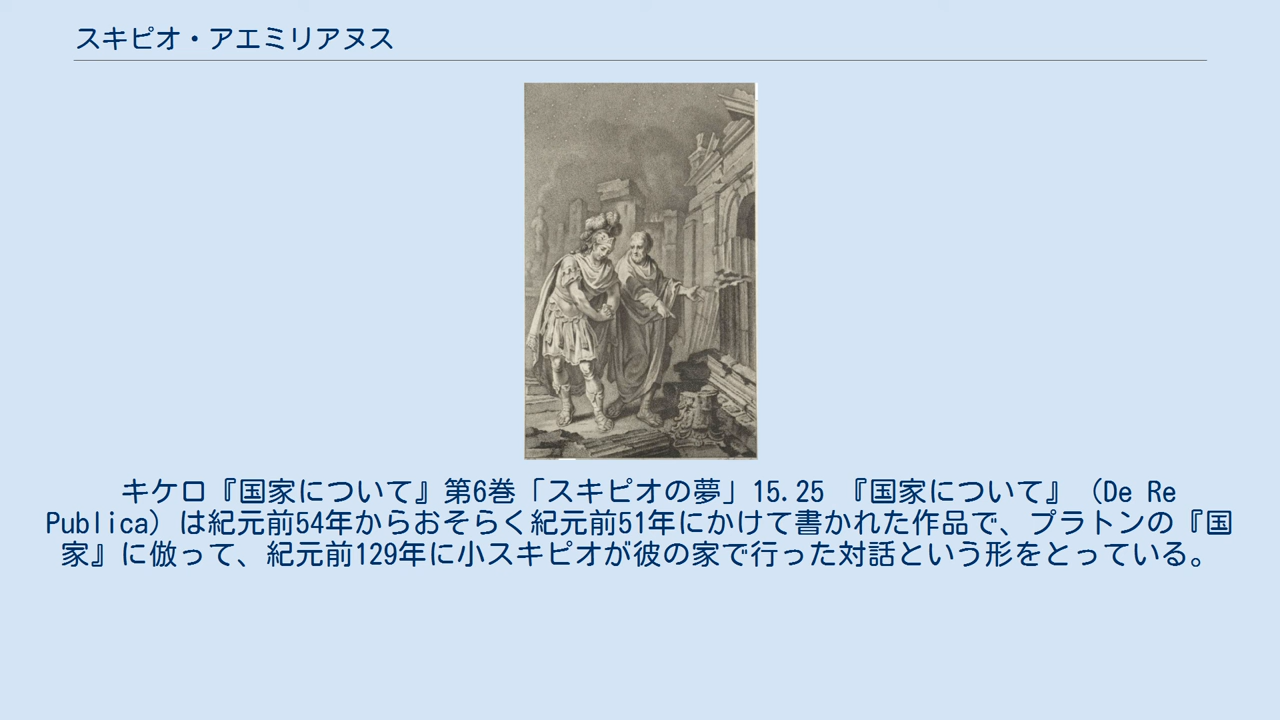 スキピオ・アエミリアヌス
キケロ『国家について』第6巻「スキピオの夢」15.25 『国家について』（De Re
Publica）は紀元前54年からおそらく紀元前51年にかけて書かれた作品で、プラトンの『国
家』に倣って、紀元前129年に小スキピオが彼の家で行った対話という形をとっている。